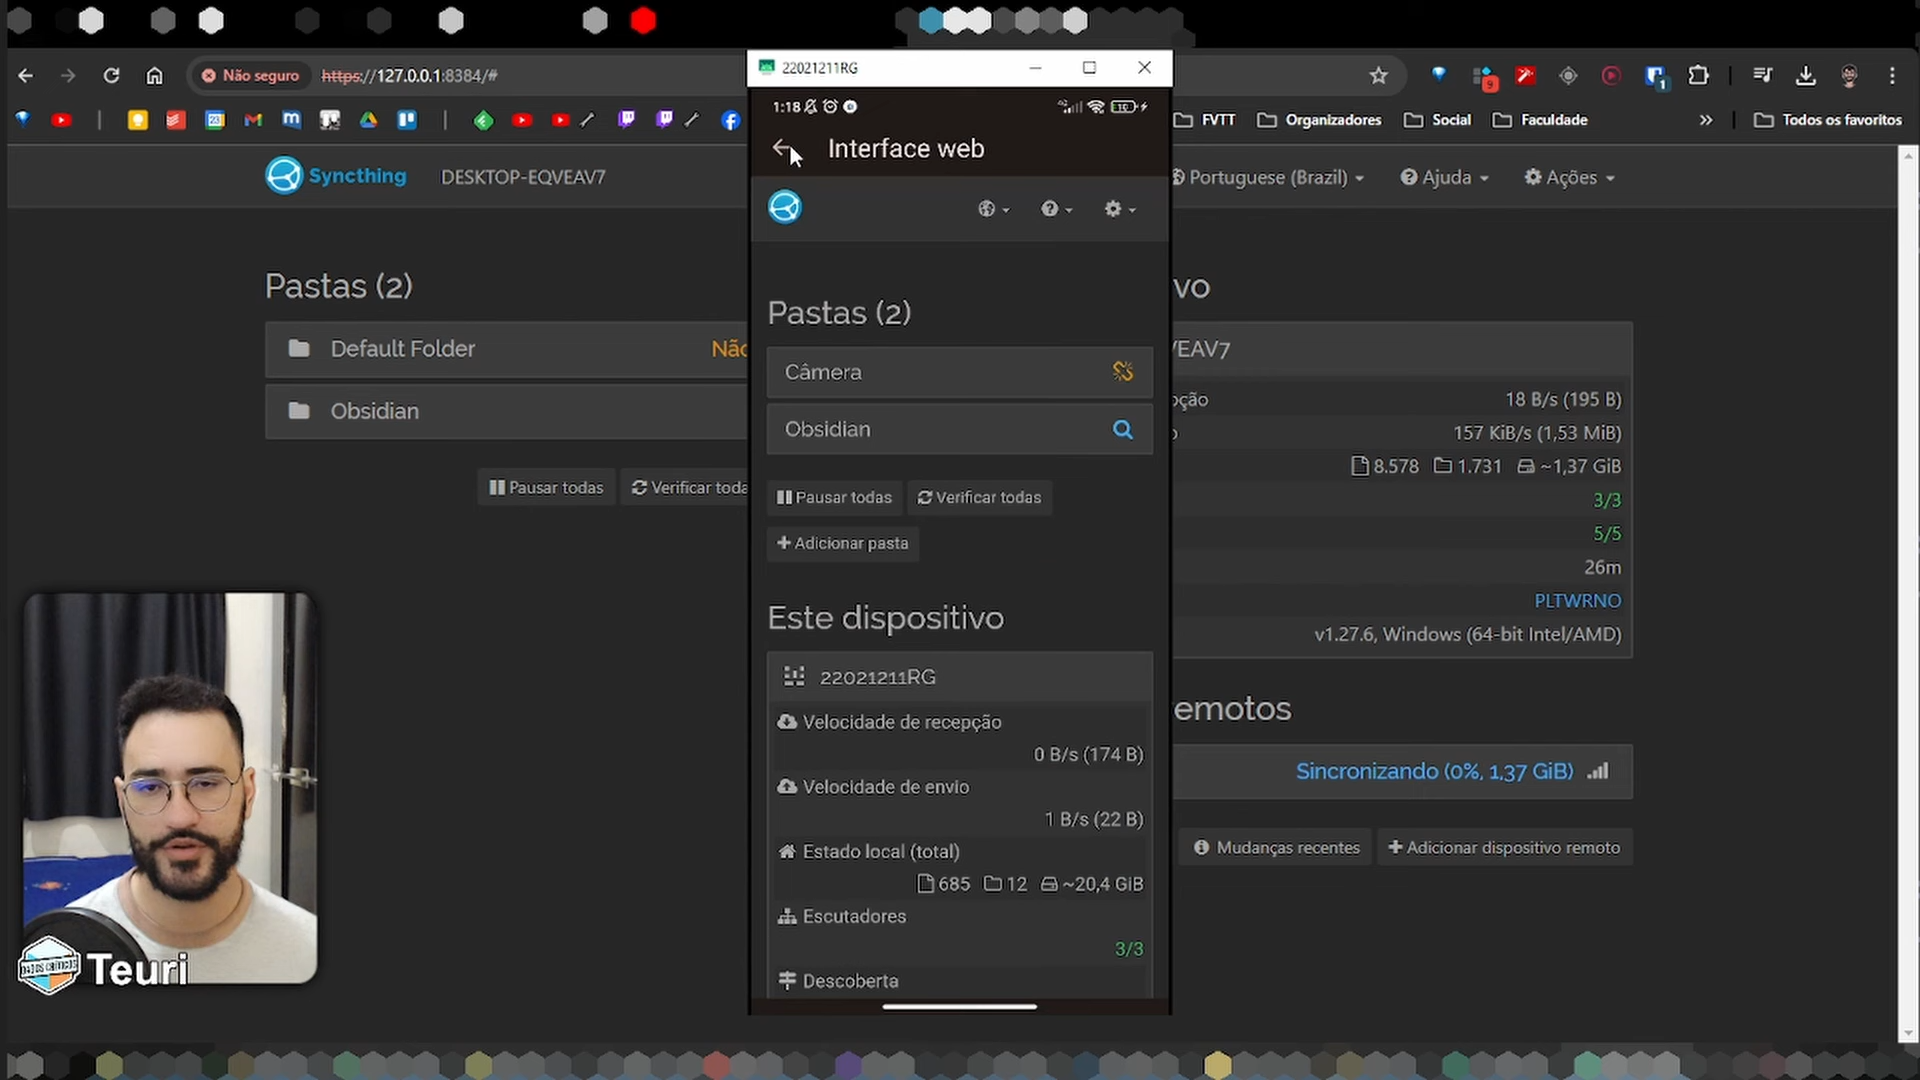 Não seguro
https://127.0.0.1:8384/#
FVTT
Organizadores
Social
Faculdade
»
Todos os favoritos
Syncthing
DESKTOP-EQVEAV7
Portuguese (Brazil)
Ajuda
Ações
Pastas (2)
Default Folder
Não
Obsidian
Pausar todas
Verificar toda
22021211RG
1:18
Interface web
Pastas (2)
Câmera
Obsidian
Pausar todas
Verificar todas
Adicionar pasta
Este dispositivo
22021211RG
Velocidade de recepção
0 B/s (174 B)
Velocidade de envio
1 B/s (22 B)
Estado local (total)
685 12 ~20,4 GiB
Escutadores
3/3
Descoberta
vo
VEAV7
pção
18 B/s (195 B)
o
157 KiB/s (1,53 MiB)
8.578 1.731 ~1,37 GiB
3/3
5/5
26m
PLTWRNO
v1.27.6, Windows (64-bit Intel/AMD)
emotos
Sincronizando (0%, 1,37 GiB)
Mudanças recentes
Adicionar dispositivo remoto
DADOS CRÍTICOS
Teuri